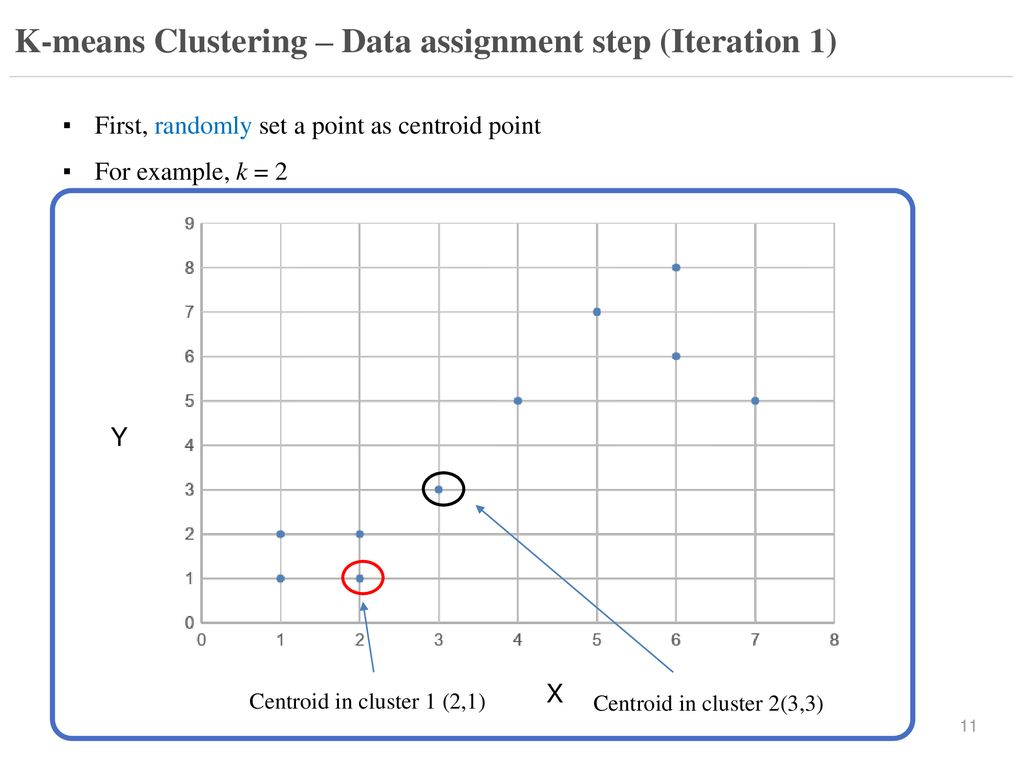 K-means Clustering – Data assignment step (Iteration 1)
▪ First, randomly set a point as centroid point
▪ For example, k = 2
9
8
7
6
5
4
3
2
1
0
Y
0 1 2 3 4 5 6 7 8
X
Centroid in cluster 1 (2,1)
Centroid in cluster 2(3,3)
11